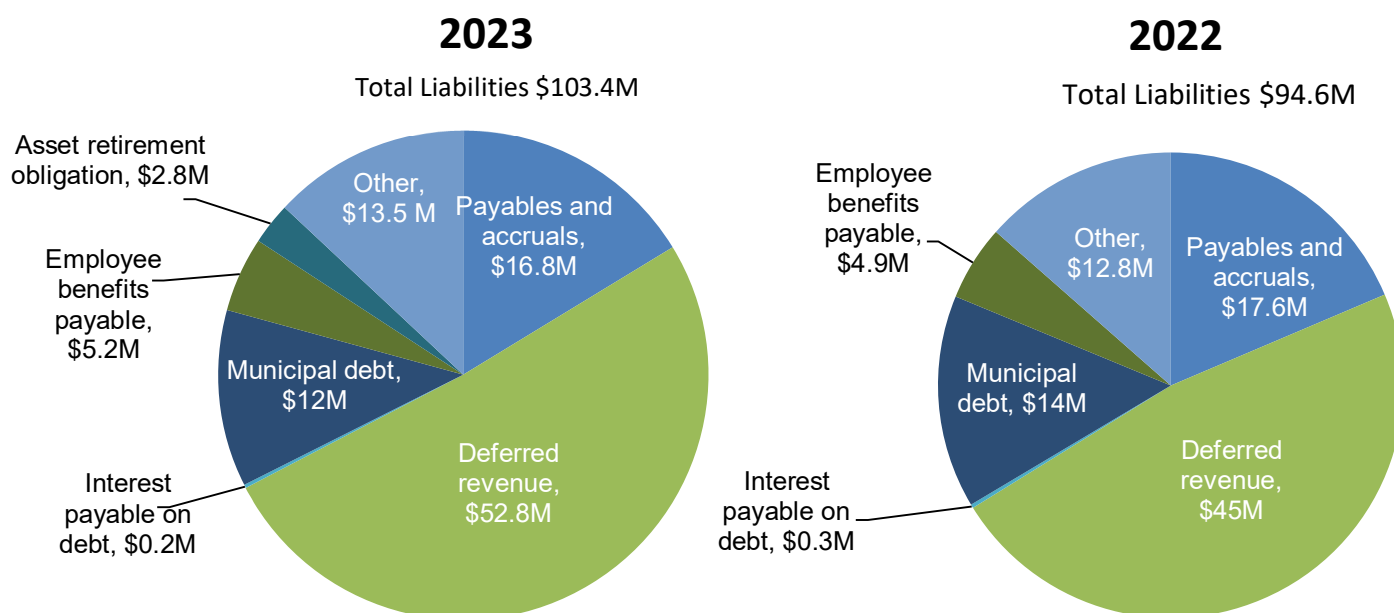 2023
Total Liabilities $103.4M
Asset retirement
obligation, $2.8M
Other,
$13.5 M
Payables and
accruals,
$16.8M
Employee
benefits
payable,
$5.2M
Municipal debt,
$12M
Deferred
revenue,
$52.8M
Interest
payable on
debt, $0.2M
2022
Total Liabilities $94.6M
Employee
benefits
payable,
$4.9M
Other,
$12.8M
Payables and
accruals,
$17.6M
Municipal
debt, $14M
Deferred
revenue,
$45M
Interest
payable on
debt, $0.3M